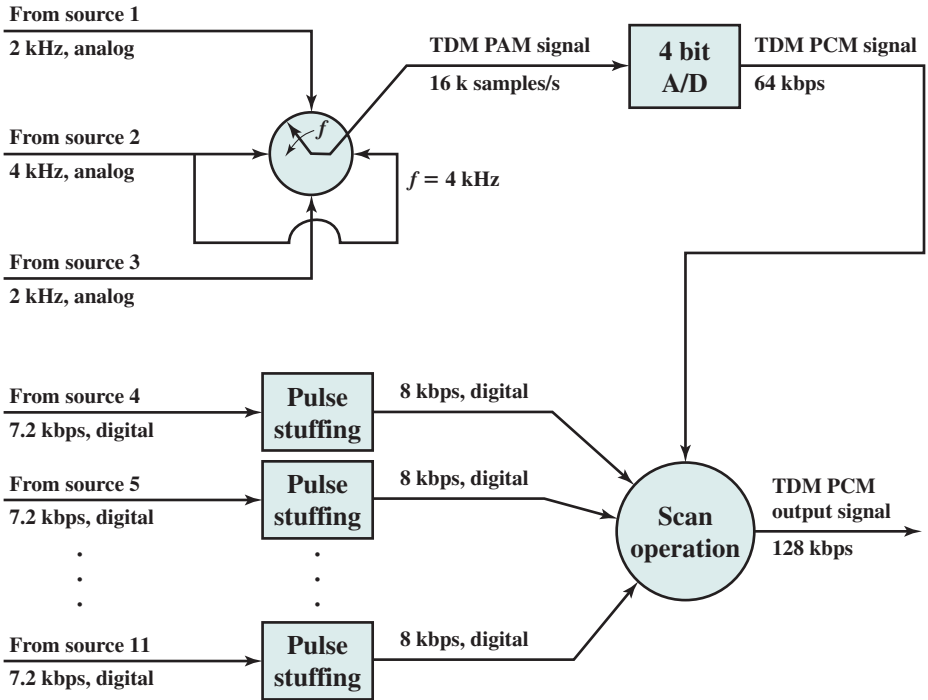 From source 1
2 kHz, analog
TDM PAM signal
16 k samples/s
4 bit
A/D
TDM PCM signal
64 kbps
f
From source 2
4 kHz, analog
f = 4 kHz
From source 3
2 kHz, analog
From source 4
7.2 kbps, digital
Pulse
stuffing
8 kbps, digital
From source 5
7.2 kbps, digital
Pulse
stuffing
8 kbps, digital
Scan
operation
TDM PCM
output signal
128 kbps
From source 11
7.2 kbps, digital
Pulse
stuffing
8 kbps, digital